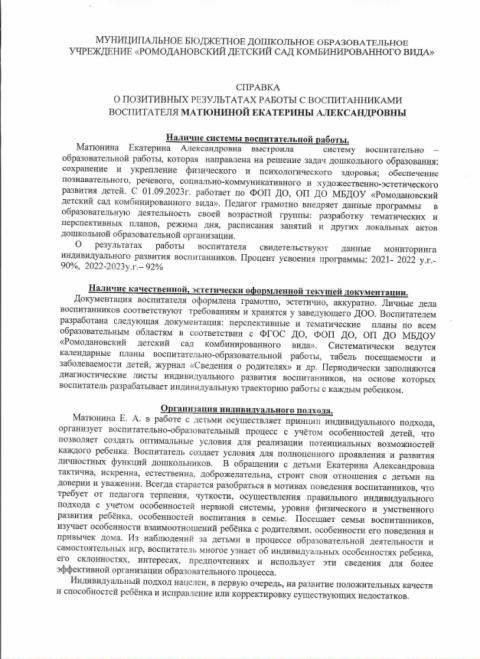 МУНИЦИПАЛЬНОЕ БЮДЖЕТНОЕ ДОШКОЛЬНОЕ ОБРАЗОВАТЕЛЬНОЕ
УЧРЕЖДЕНИЕ «РОМОДАНОВСКИЙ ДЕТСКИЙ САД КОМБИНИРОВАННОГО ВИДА»
СПРАВКА
О ПОЗИТИВНЫХ РЕЗУЛЬТАТАХ РАБОТЫ С ВОСПИТАННИКАМИ
ВОСПИТАТЕЛЯ МАТЮНИНОЙ ЕКАТЕРИНЫ АЛЕКСАНДРОВНЫ
Наличие системы воспитательной работы.
Матюнина Екатерина Александровна выстроила систему воспитательно –
образовательной работы, которая направлена на решение задач дошкольного образования:
сохранение и укрепление физического и психологического здоровья; обеспечение
познавательного, речевого, социально-коммуникативного и художественно-эстетического
развития детей. С 01.09.2023г. работает по ФОП ДО, ОП ДО МБДОУ «Ромодановский
детский сад комбинированного вида». Педагог грамотно внедряет данные программы в
образовательную деятельность своей возрастной группы: разработку тематических и
перспективных планов, режима дня, расписания занятий и других локальных актов
дошкольной образовательной организации.
О результатах работы воспитателя свидетельствуют данные мониторинга
индивидуального развития воспитанников. Процент усвоения программы: 2021- 2022 у.г.-
90%, 2022-2023у.г.– 92%
Наличие качественной, эстетически оформленной текущей документации.
Документация воспитателя оформлена грамотно, эстетично, аккуратно. Личные дела
воспитанников соответствуют требованиям и хранятся у заведующего ДОО. Воспитателем
разработана следующая документация: перспективные и тематические планы по всем
образовательным областям в соответствии с ФГОС ДО, ФОП ДО, ОП ДО МБДОУ
«Ромодановский детский сад комбинированного вида». Систематически ведутся
календарные планы воспитательно-образовательной работы, табель посещаемости и
заболеваемости детей, журнал «Сведения о родителях» и др. Периодически заполняются
диагностические листы индивидуального развития воспитанников, на основе которых
воспитатель разрабатывает индивидуальную траекторию работы с каждым ребенком.
Организация индивидуального подхода.
Матюнина Е. А. в работе с детьми осуществляет принцип индивидуального подхода,
организует воспитательно-образовательный процесс с учётом особенностей детей, что
позволяет создать оптимальные условия для реализации потенциальных возможностей
каждого ребенка. Воспитатель создает условия для полноценного проявления и развития
личностных функций дошкольников. В обращении с детьми Екатерина Александровна
тактична, искренна, естественна, доброжелательна, строит свои отношения с детьми на
доверии и уважении. Всегда старается разобраться в мотивах поведения воспитанников, что
требует от педагога терпения, чуткости, осуществления правильного индивидуального
подхода с учетом особенностей нервной системы, уровня физического и умственного
развития ребёнка, особенностей воспитания в семье. Посещает семьи воспитанников,
изучает особенности взаимоотношений ребёнка с родителями, особенности его поведения и
привычек дома. Из наблюдений за детьми в процессе образовательной деятельности и
самостоятельных игр, воспитатель многое узнает об индивидуальных особенностях ребенка,
его склонностях, интересах, предпочтениях и использует эти сведения для более
эффективной организации образовательного процесса.
Индивидуальный подход нацелен, в первую очередь, на развитие положительных качеств
и способностей ребёнка и исправление или корректировку существующих недостатков.